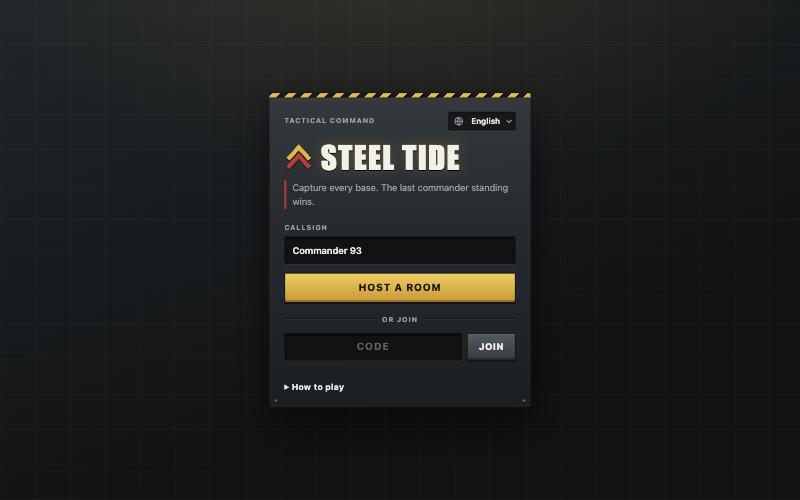 TACTICAL COMMAND
English
STEEL TIDE
Capture every base. The last commander standing
wins.
CALLSIGN
Commander 93
HOST A ROOM
OR JOIN
CODE
JOIN
How to play